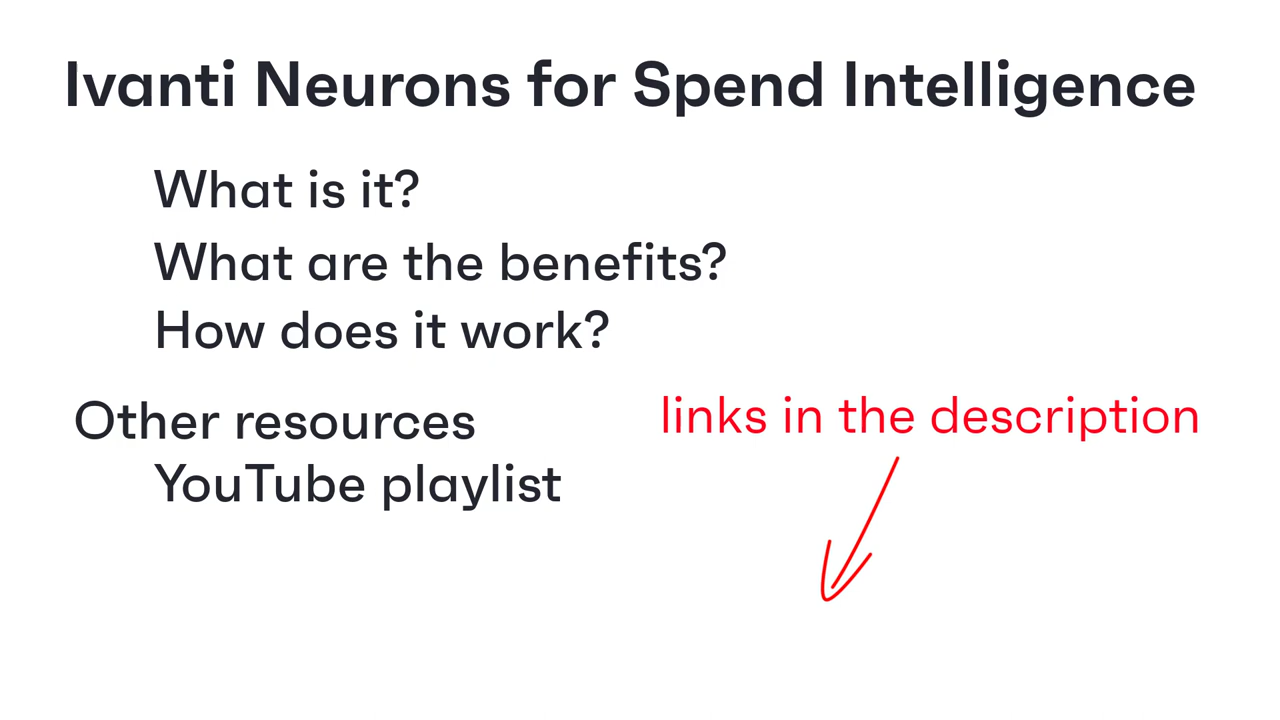 Ivanti Neurons for Spend Intelligence
What is it?
What are the benefits?
How does it work?
Other resources
links in the description
YouTube playlist